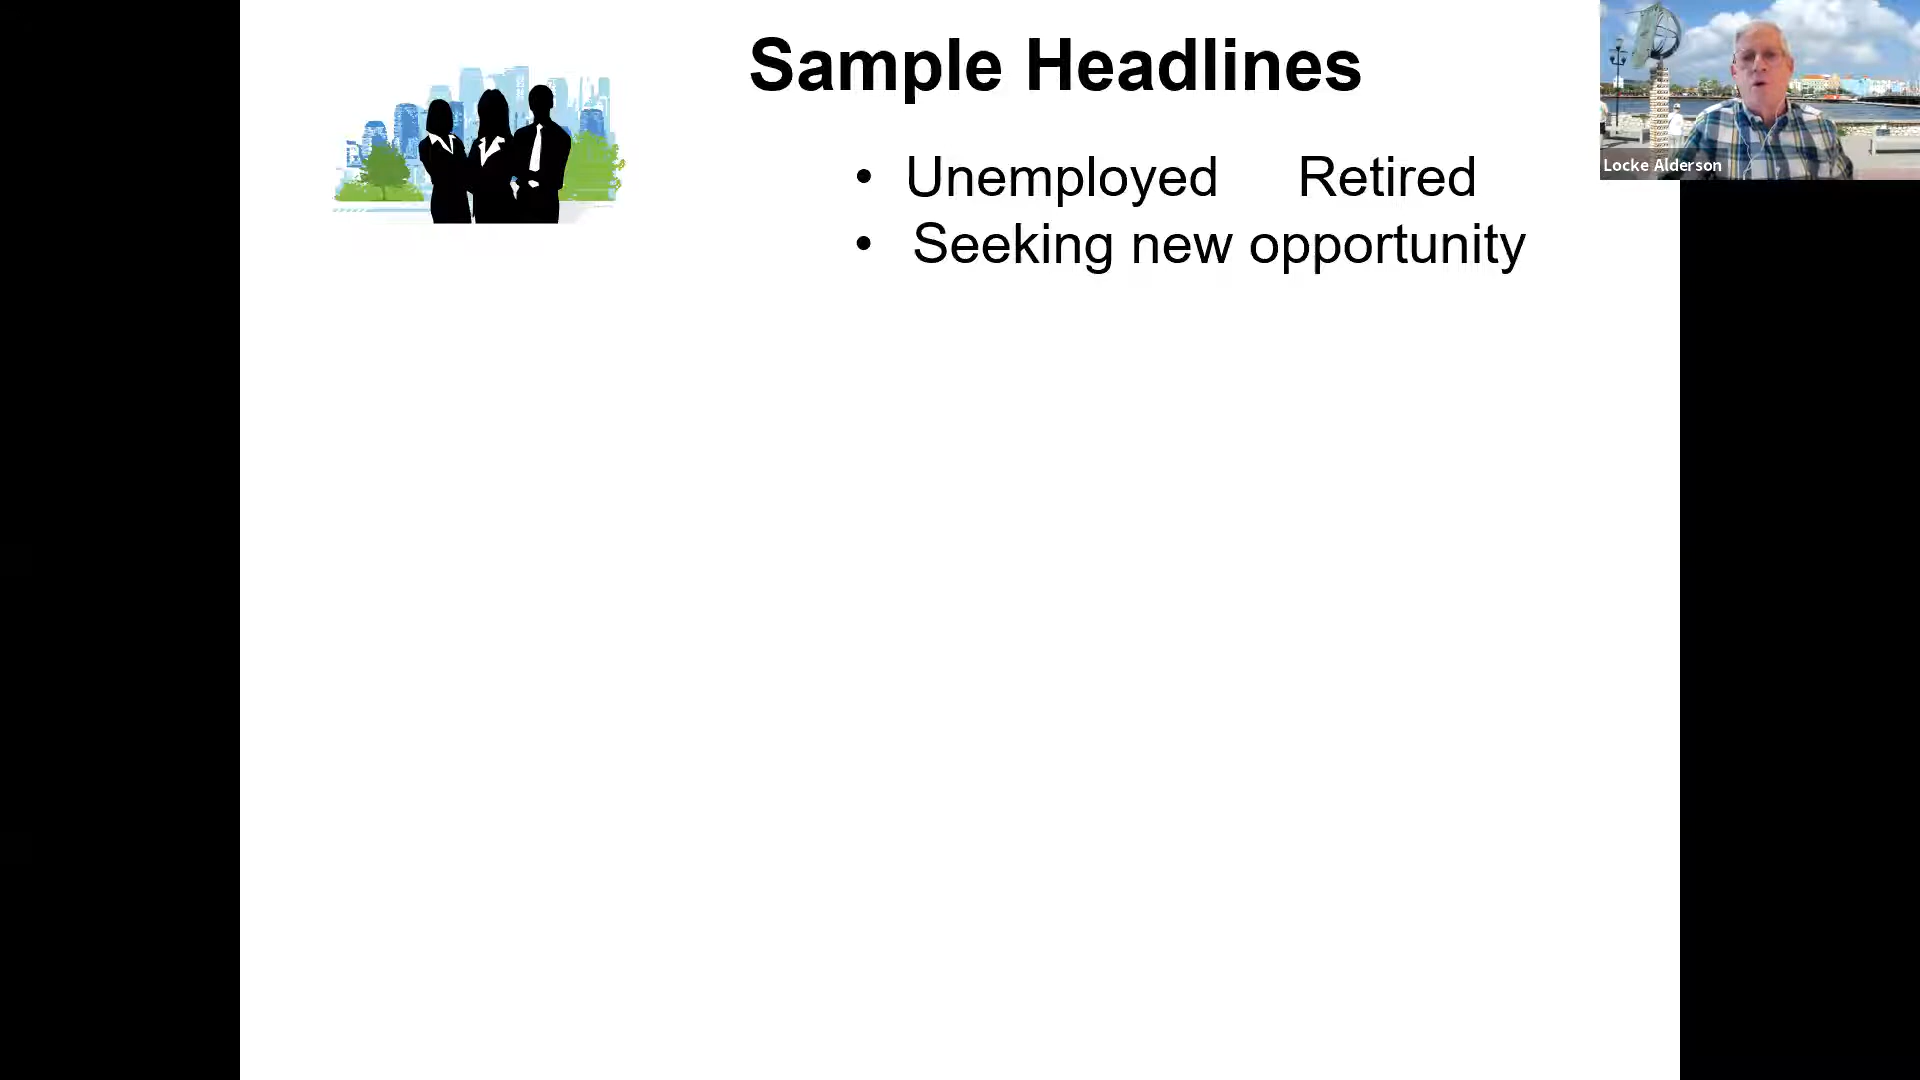 Sample Headlines
• Unemployed Retired
• Seeking new opportunity
Locke Alderson